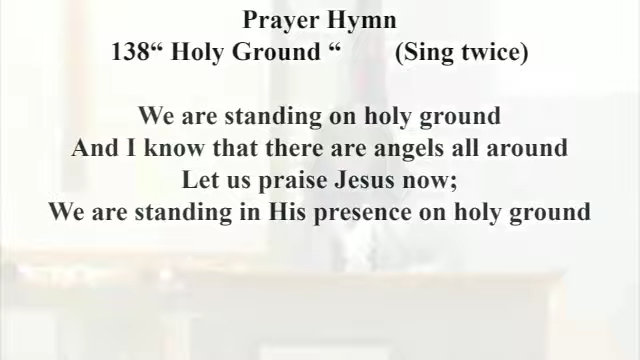 Prayer Hymn
138“ Holy Ground “ (Sing twice)
We are standing on holy ground
And I know that there are angels all around
Let us praise Jesus now;
We are standing in His presence on holy ground